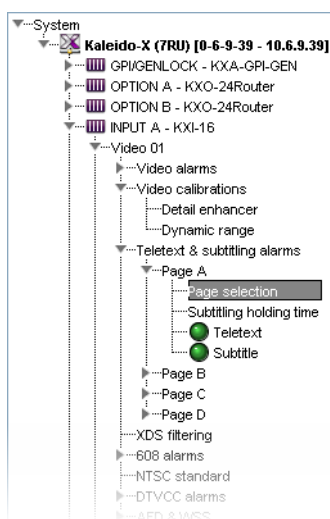 System
Kaleido-X (7RU) [0-6-9-39 - 10.6.9.39]
GPI/GENLOCK - KXA-GPI-GEN
OPTION A - KXO-24Router
OPTION B - KXO-24Router
INPUT A - KXI-16
Video 01
Video alarms
Video calibrations
Detail enhancer
Dynamic range
Teletext & subtitling alarms
Page A
Page selection
Subtitling holding time
Teletext
Subtitle
Page B
Page C
Page D
XDS filtering
608 alarms
NTSC standard
DTVCC alarms
AFD & WSS